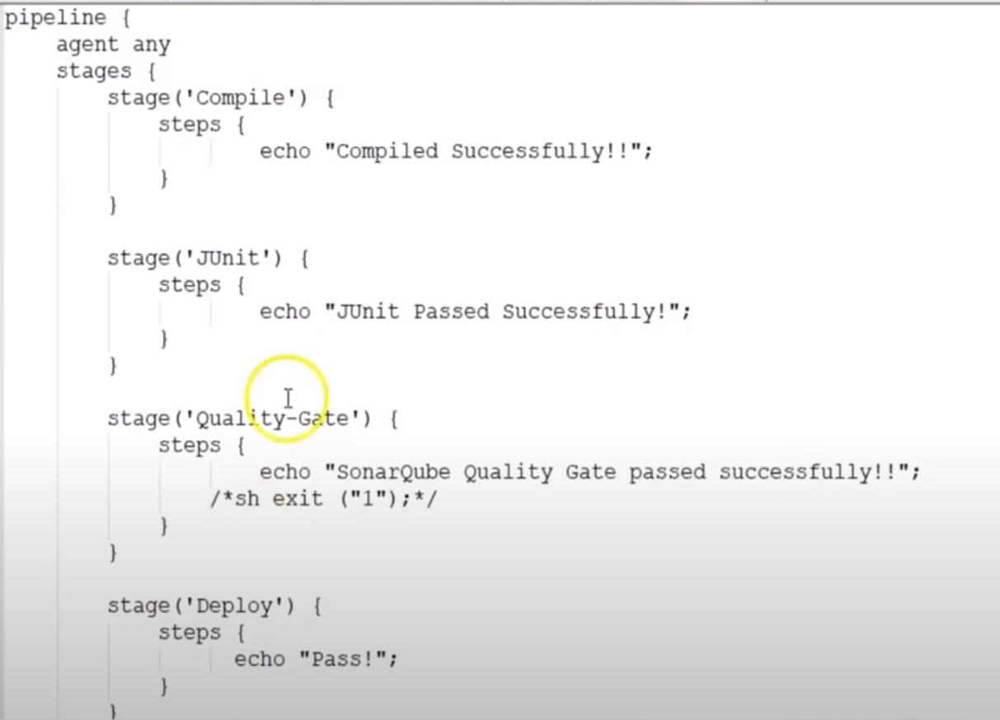 pipeline {
    agent any
    stages {
        stage('Compile') {
            steps {
                    echo "Compiled Successfully!!";
            }
        }

        stage('JUnit') {
            steps {
                    echo "JUnit Passed Successfully!";
            }
        }

        stage('Quality-Gate') {
            steps {
                    echo "SonarQube Quality Gate passed successfully!!";
                /*sh exit ("1");*/
            }
        }

        stage('Deploy') {
            steps {
                  echo "Pass!";
            }
        }